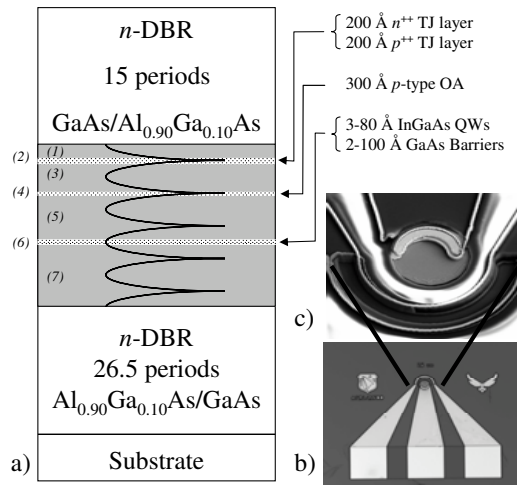 n-DBR
15 periods
GaAs/Al0.90Ga0.10As
(1)
(2)
(3)
(4)
(5)
(6)
(7)
n-DBR
26.5 periods
Al0.90Ga0.10As/GaAs
a)
Substrate
200 Å n++ TJ layer
200 Å p++ TJ layer
300 Å p-type OA
3-80 Å InGaAs QWs
2-100 Å GaAs Barriers
c)
b)